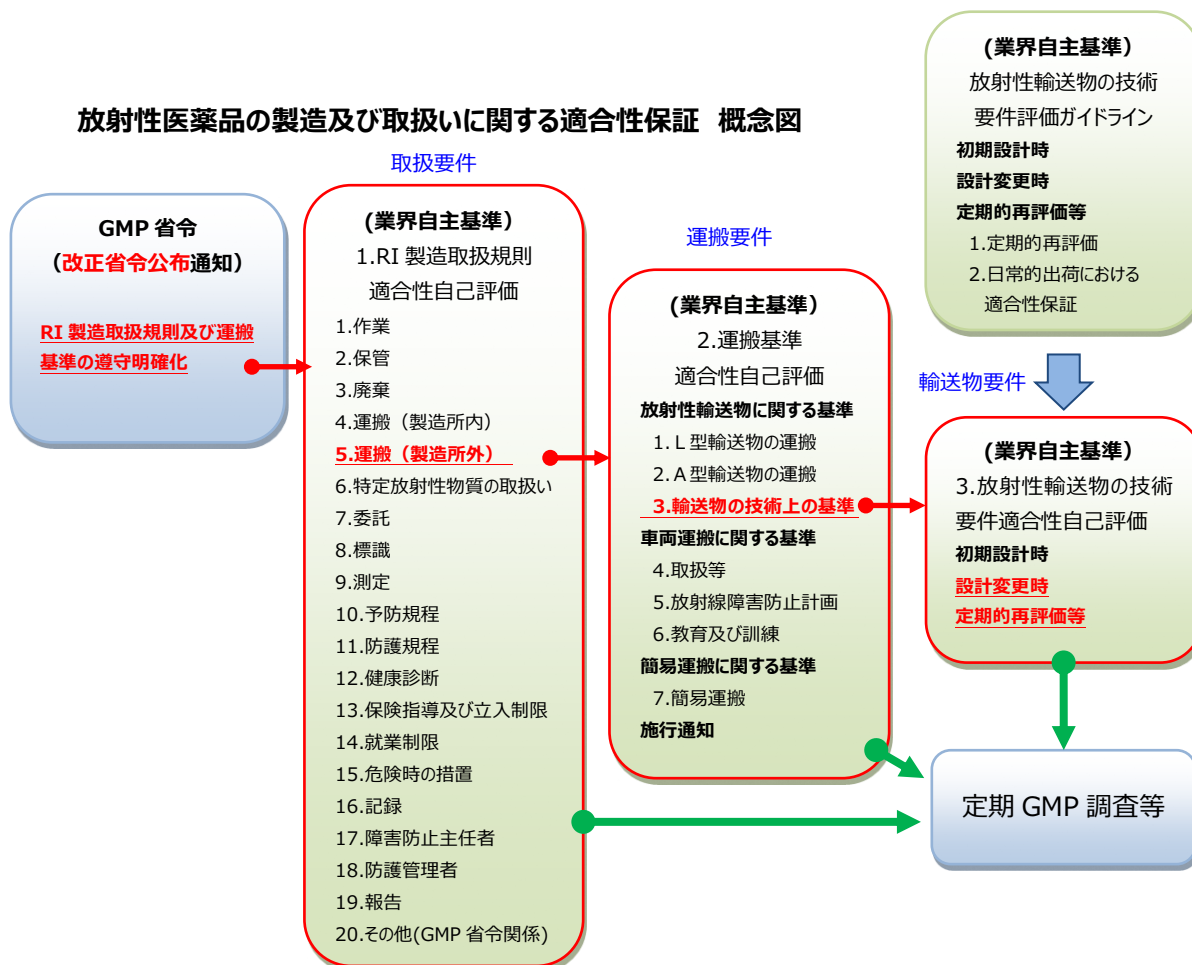 放射性医薬品の製造及び取扱いに関する適合性保証 概念図
GMP 省令
(改正省令公布通知)
RI 製造取扱規則及び運搬
基準の遵守明確化
取扱要件
(業界自主基準)
1.RI 製造取扱規則
適合性自己評価
1.作業
2.保管
3.廃棄
4.運搬(製造所内)
5.運搬(製造所外)
6.特定放射性物質の取扱い
7.委託
8.標識
9.測定
10.予防規程
11.防護規程
12.健康診断
13.保険指導及び立入制限
14.就業制限
15.危険時の措置
16.記録
17.障害防止主任者
18.防護管理者
19.報告
20.その他(GMP 省令関係)
運搬要件
(業界自主基準)
2.運搬基準
適合性自己評価
放射性輸送物に関する基準
1.L型輸送物の運搬
2.A型輸送物の運搬
3.輸送物の技術上の基準
車両運搬に関する基準
4.取扱等
5.放射線障害防止計画
6.教育及び訓練
簡易運搬に関する基準
7.簡易運搬
施行通知
(業界自主基準)
放射性輸送物の技術
要件評価ガイドライン
初期設計時
設計変更時
定期的再評価等
1.定期的再評価
2.日常的出荷における
適合性保証
輸送物要件
(業界自主基準)
3.放射性輸送物の技術
要件適合性自己評価
初期設計時
設計変更時
定期的再評価等
定期 GMP 調査等